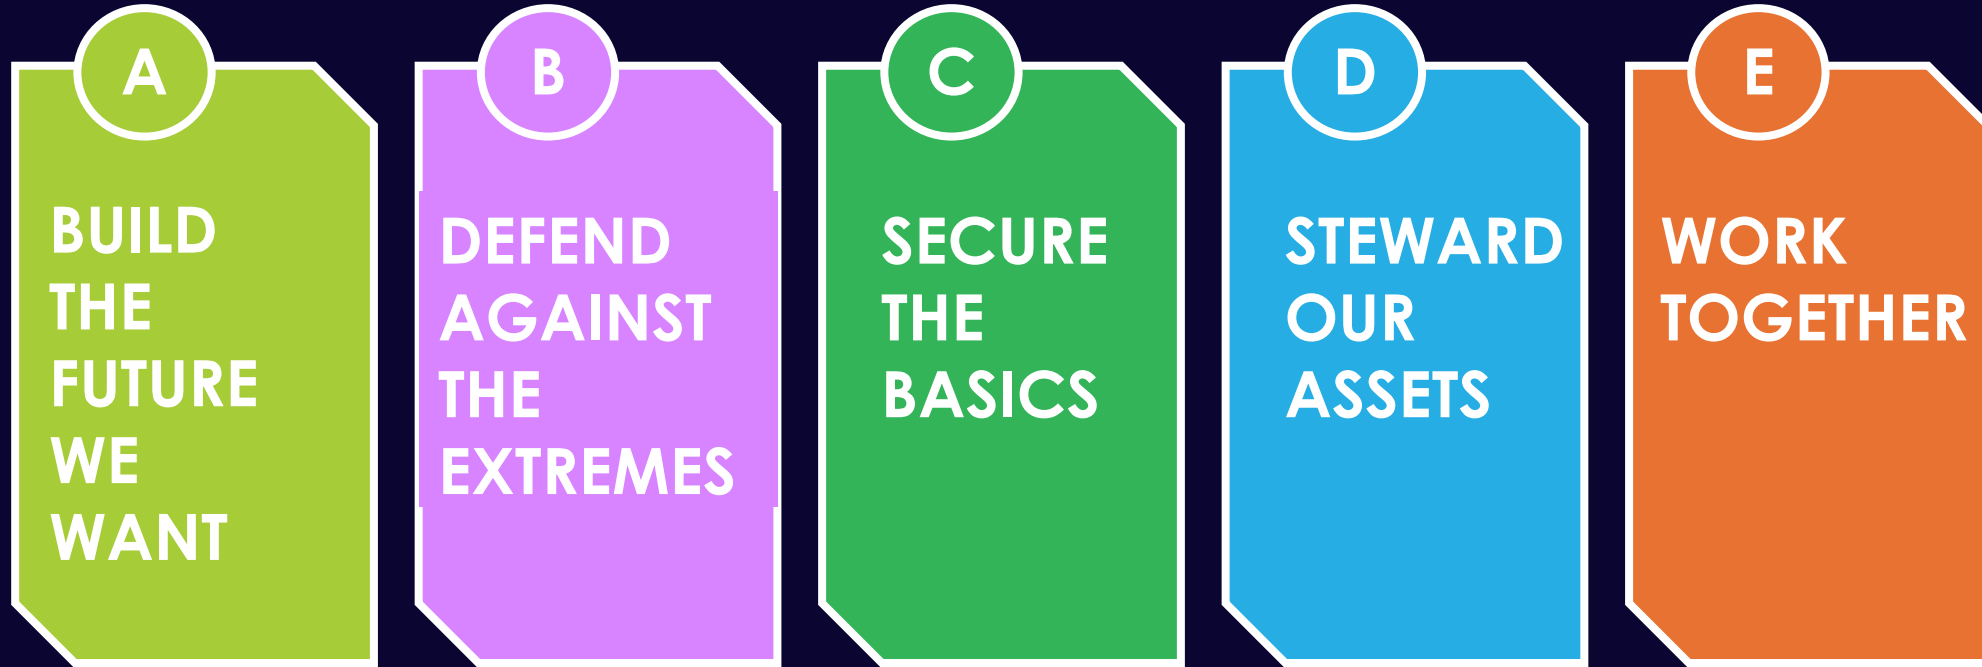 A
BUILD
THE
FUTURE
WE
WANT
B
DEFEND
AGAINST
THE
EXTREMES
C
SECURE
THE
BASICS
D
STEWARD
OUR
ASSETS
E
WORK
TOGETHER